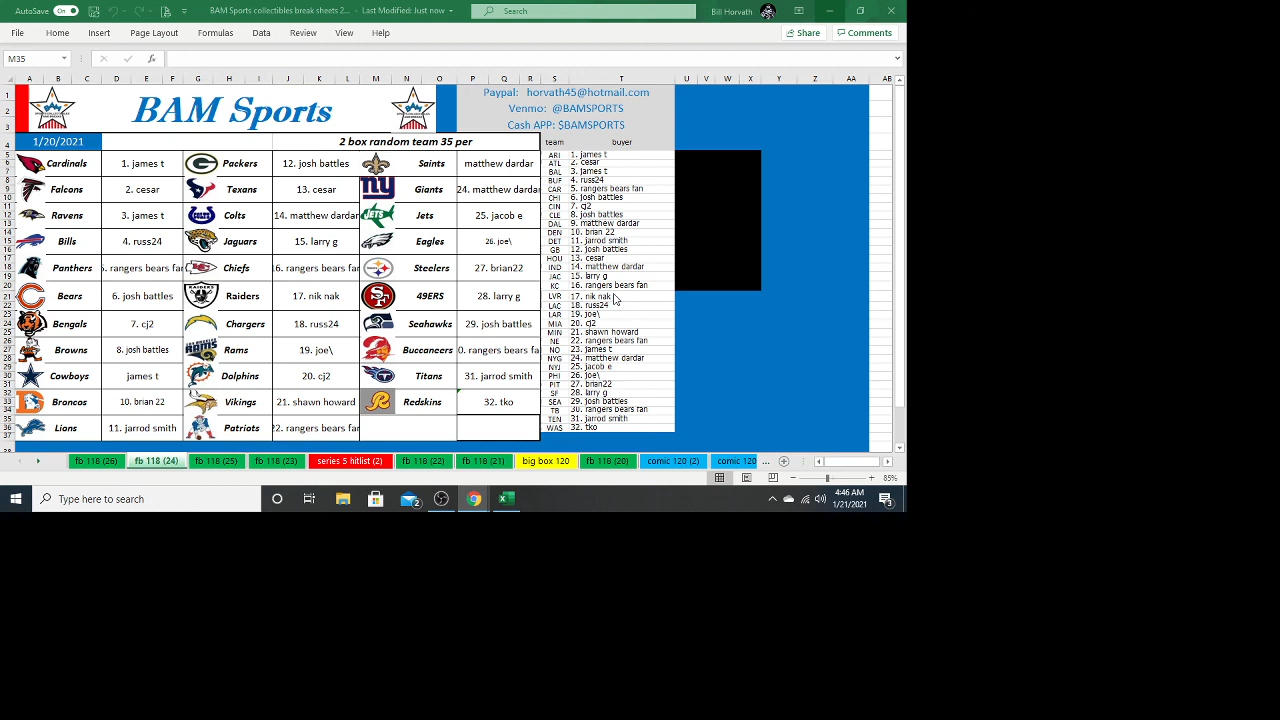 AutoSave On BAM Sports collectibles break sheets 2... - Last Modified: Just now Search Bill Horvath
File Home Insert Page Layout Formulas Data Review View Help Share Comments
M35 fx
A B C D E F G H I J K L M N O P Q R S T U V W X Y Z AA AB
BAM Sports
Paypal: horvath45@hotmail.com
Venmo: @BAMSPORTS
Cash APP: $BAMSPORTS
1/20/2021 2 box random team 35 per team buyer
Cardinals 1. james t Packers 12. josh battles Saints matthew dardar
Falcons 2. cesar Texans 13. cesar Giants 24. matthew dardar
Ravens 3. james t Colts 14. matthew dardar Jets 25. jacob e
Bills 4. russ24 Jaguars 15. larry g Eagles 26. joe\
Panthers 5. rangers bears fan Chiefs 16. rangers bears fan Steelers 27. brian22
Bears 6. josh battles Raiders 17. nik nak 49ERS 28. larry g
Bengals 7. cj2 Chargers 18. russ24 Seahawks 29. josh battles
Browns 8. josh battles Rams 19. joe\ Buccaneers 0. rangers bears fa
Cowboys james t Dolphins 20. cj2 Titans 31. jarrod smith
Broncos 10. brian 22 Vikings 21. shawn howard Redskins 32. tko
Lions 11. jarrod smith Patriots 22. rangers bears fan
ARI 1. james t
ATL 2. cesar
BAL 3. james t
BUF 4. russ24
CAR 5. rangers bears fan
CHI 6. josh battles
CIN 7. cj2
CLE 8. josh battles
DAL 9. matthew dardar
DEN 10. brian 22
DET 11. jarrod smith
GB 12. josh battles
HOU 13. cesar
IND 14. matthew dardar
JAC 15. larry g
KC 16. rangers bears fan
LVR 17. nik nak
LAC 18. russ24
LAR 19. joe\
MIA 20. cj2
MIN 21. shawn howard
NE 22. rangers bears fan
NO 23. james t
NYG 24. matthew dardar
NYJ 25. jacob e
PHI 26. joe\
PIT 27. brian22
SF 28. larry g
SEA 29. josh battles
TB 30. rangers bears fan
TEN 31. jarrod smith
WAS 32. tko
fb 118 (26) fb 118 (24) fb 118 (25) fb 118 (23) series 5 hitlist (2) fb 118 (22) fb 118 (21) big box 120 fb 118 (20) comic 120 (2) comic 120 ...
85%
Type here to search 2 4:46 AM
1/21/2021 3